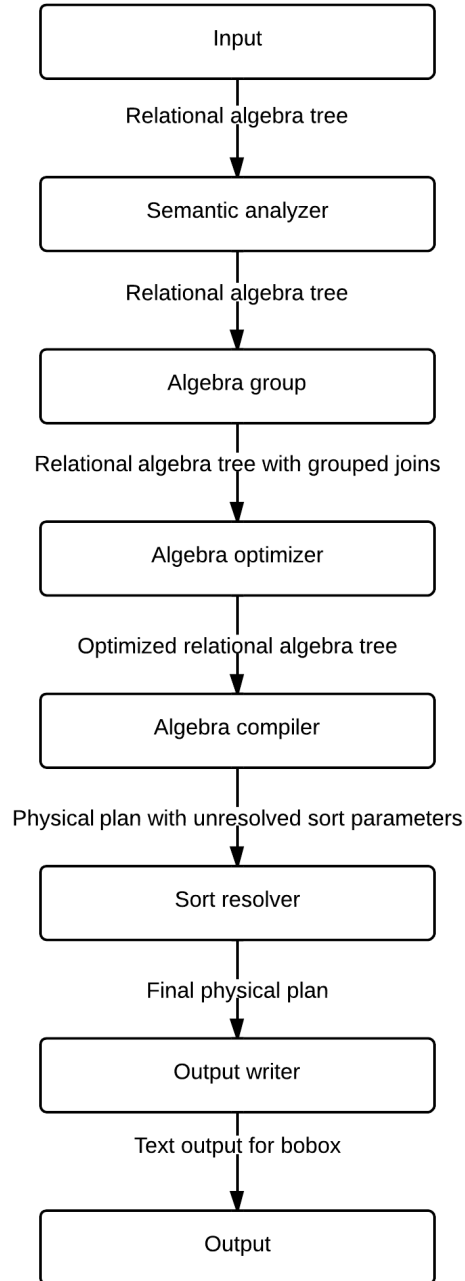 Input
Relational algebra tree
Semantic analyzer
Relational algebra tree
Algebra group
Relational algebra tree with grouped joins
Algebra optimizer
Optimized relational algebra tree
Algebra compiler
Physical plan with unresolved sort parameters
Sort resolver
Final physical plan
Output writer
Text output for bobox
Output